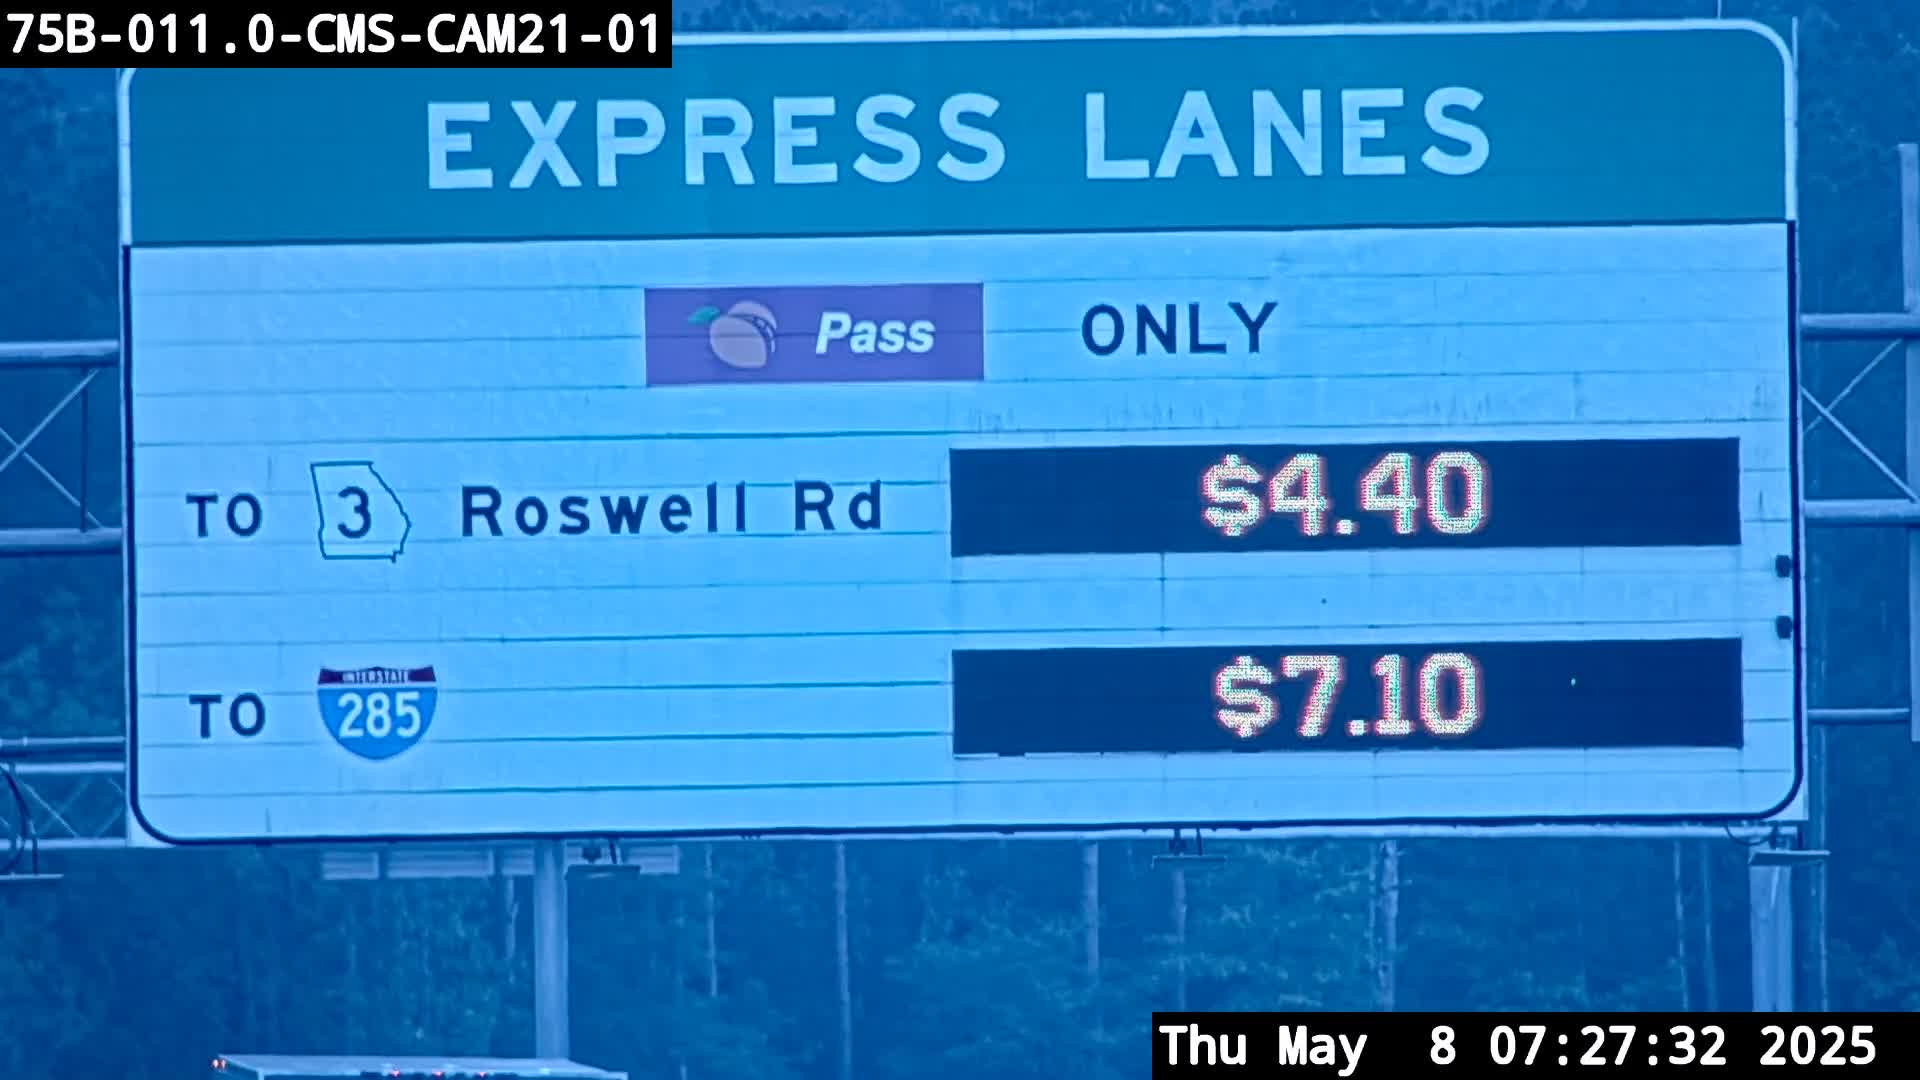 75B-011.0-CMS-CAM21-01
EXPRESS LANES
Pass ONLY
TO 3 Roswell Rd $4.40
INTERSTATE
TO 285 $7.10
Thu May 8 07:27:32 2025